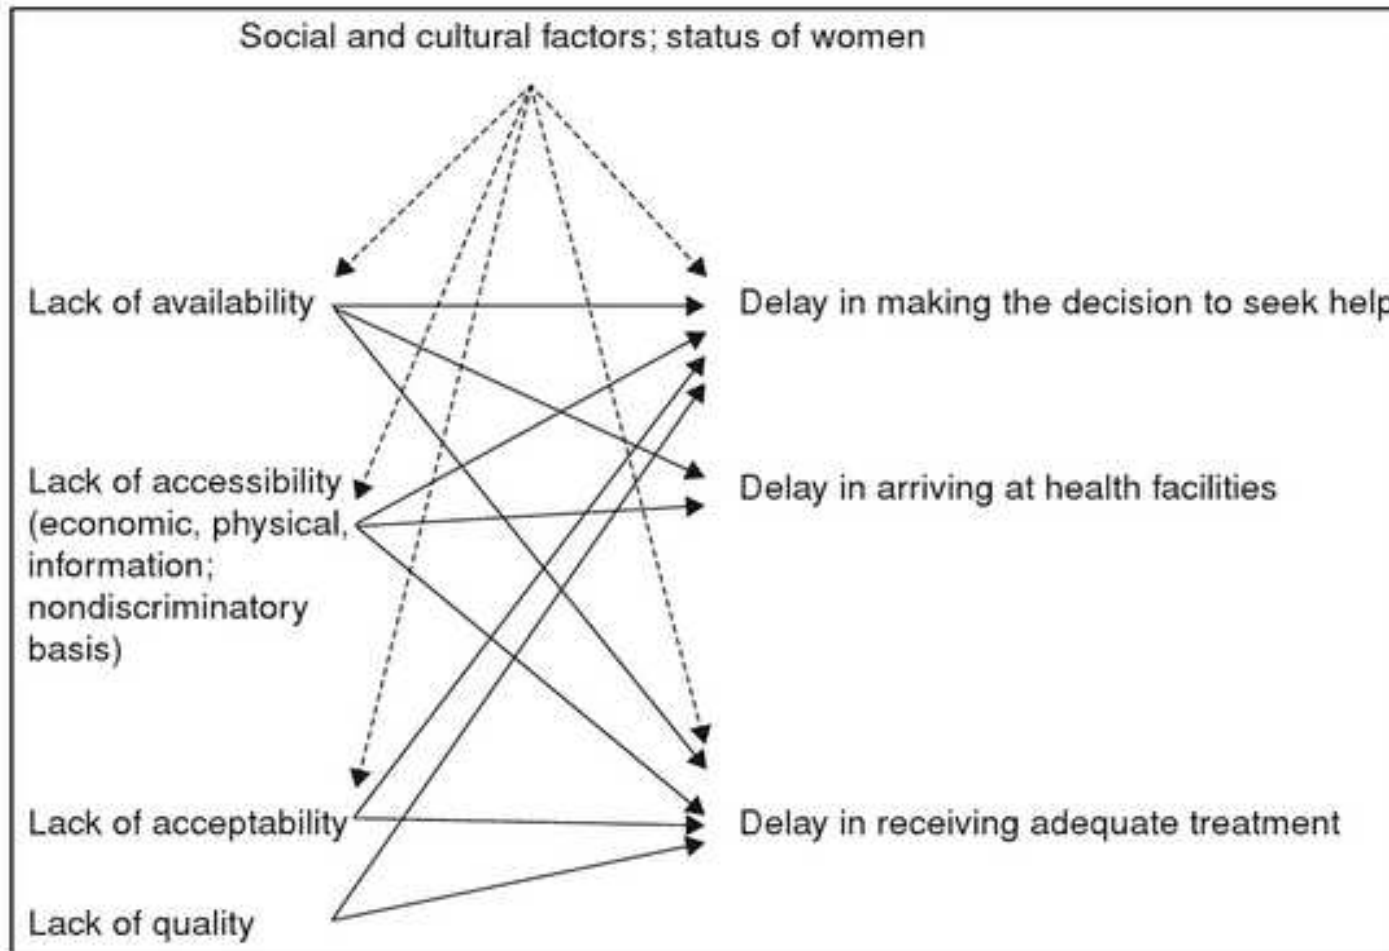 Social and cultural factors; status of women
Lack of availability
Delay in making the decision to seek help
Lack of accessibility
(economic, physical,
information;
nondiscriminatory
basis)
Delay in arriving at health facilities
Lack of acceptability
Delay in receiving adequate treatment
Lack of quality